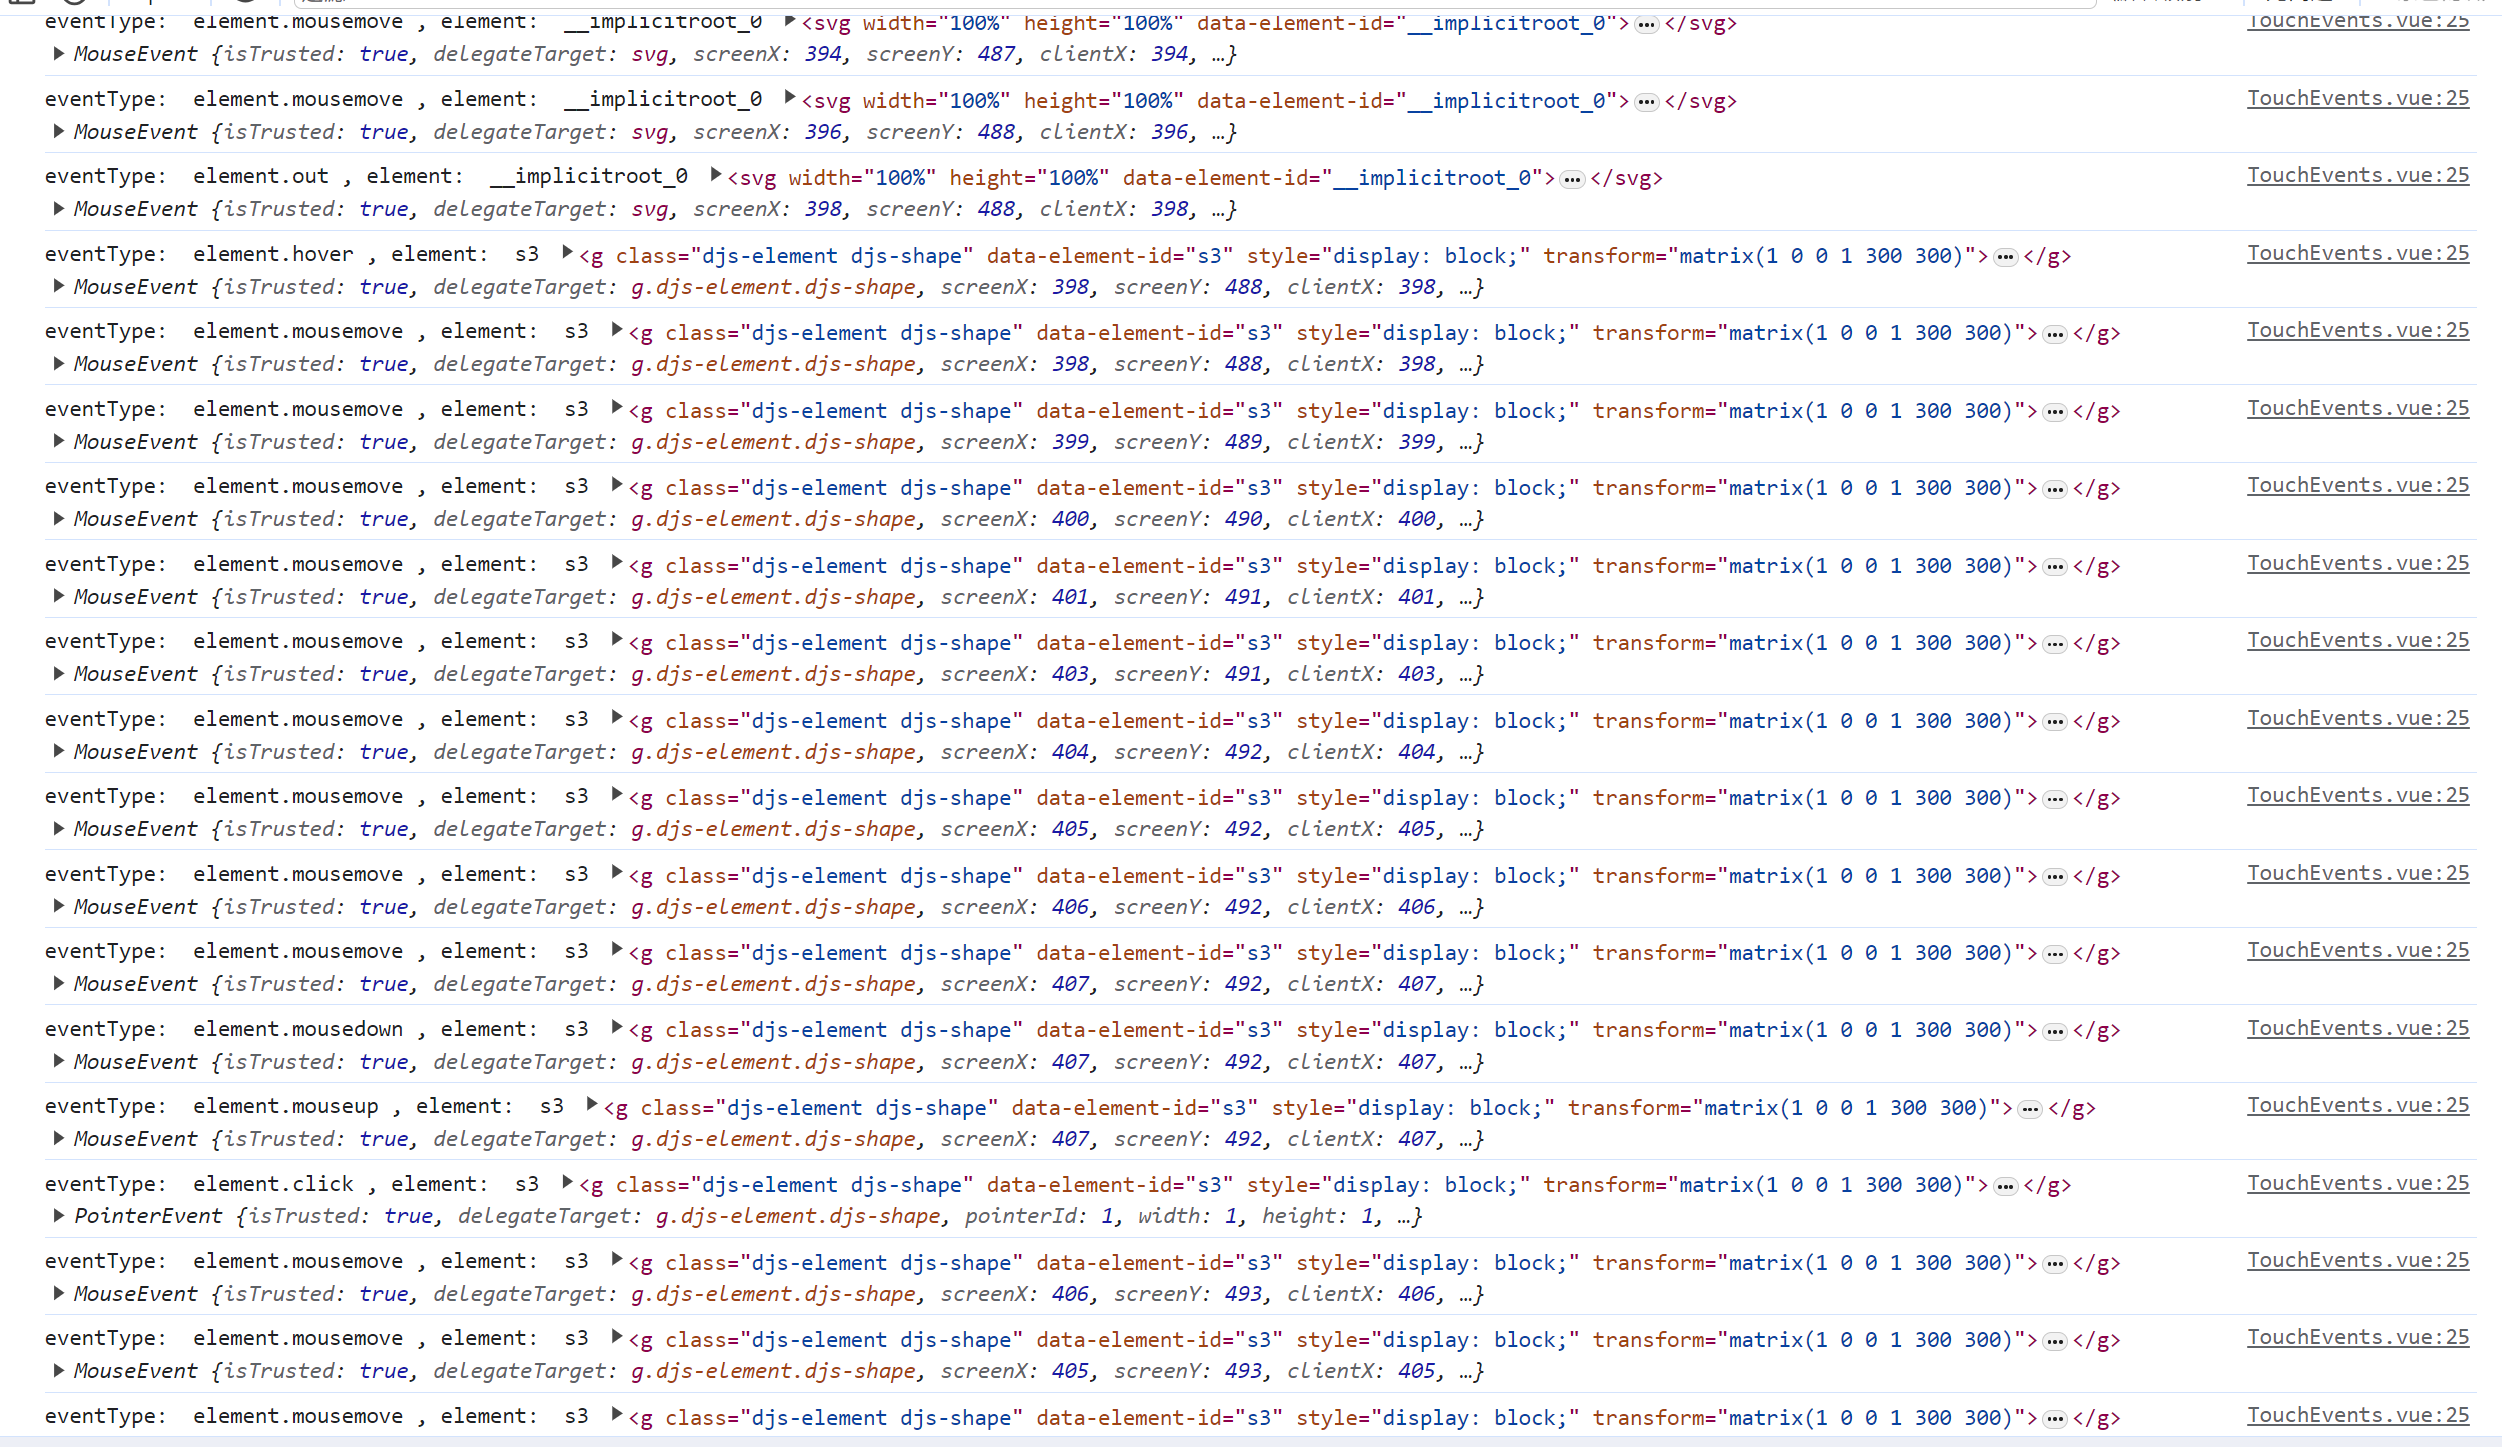 eventType:  element.mousemove , element:  __implicitroot_0 ▶<svg width="100%" height="100%" data-element-id="__implicitroot_0">…</svg> TouchEvents.vue:25
▶ MouseEvent {isTrusted: true, delegateTarget: svg, screenX: 394, screenY: 487, clientX: 394, …}
eventType:  element.mousemove , element:  __implicitroot_0 ▶<svg width="100%" height="100%" data-element-id="__implicitroot_0">…</svg> TouchEvents.vue:25
▶ MouseEvent {isTrusted: true, delegateTarget: svg, screenX: 396, screenY: 488, clientX: 396, …}
eventType:  element.out , element:  __implicitroot_0 ▶<svg width="100%" height="100%" data-element-id="__implicitroot_0">…</svg> TouchEvents.vue:25
▶ MouseEvent {isTrusted: true, delegateTarget: svg, screenX: 398, screenY: 488, clientX: 398, …}
eventType:  element.hover , element:  s3 ▶<g class="djs-element djs-shape" data-element-id="s3" style="display: block;" transform="matrix(1 0 0 1 300 300)">…</g> TouchEvents.vue:25
▶ MouseEvent {isTrusted: true, delegateTarget: g.djs-element.djs-shape, screenX: 398, screenY: 488, clientX: 398, …}
eventType:  element.mousemove , element:  s3 ▶<g class="djs-element djs-shape" data-element-id="s3" style="display: block;" transform="matrix(1 0 0 1 300 300)">…</g> TouchEvents.vue:25
▶ MouseEvent {isTrusted: true, delegateTarget: g.djs-element.djs-shape, screenX: 398, screenY: 488, clientX: 398, …}
eventType:  element.mousemove , element:  s3 ▶<g class="djs-element djs-shape" data-element-id="s3" style="display: block;" transform="matrix(1 0 0 1 300 300)">…</g> TouchEvents.vue:25
▶ MouseEvent {isTrusted: true, delegateTarget: g.djs-element.djs-shape, screenX: 399, screenY: 489, clientX: 399, …}
eventType:  element.mousemove , element:  s3 ▶<g class="djs-element djs-shape" data-element-id="s3" style="display: block;" transform="matrix(1 0 0 1 300 300)">…</g> TouchEvents.vue:25
▶ MouseEvent {isTrusted: true, delegateTarget: g.djs-element.djs-shape, screenX: 400, screenY: 490, clientX: 400, …}
eventType:  element.mousemove , element:  s3 ▶<g class="djs-element djs-shape" data-element-id="s3" style="display: block;" transform="matrix(1 0 0 1 300 300)">…</g> TouchEvents.vue:25
▶ MouseEvent {isTrusted: true, delegateTarget: g.djs-element.djs-shape, screenX: 401, screenY: 491, clientX: 401, …}
eventType:  element.mousemove , element:  s3 ▶<g class="djs-element djs-shape" data-element-id="s3" style="display: block;" transform="matrix(1 0 0 1 300 300)">…</g> TouchEvents.vue:25
▶ MouseEvent {isTrusted: true, delegateTarget: g.djs-element.djs-shape, screenX: 403, screenY: 491, clientX: 403, …}
eventType:  element.mousemove , element:  s3 ▶<g class="djs-element djs-shape" data-element-id="s3" style="display: block;" transform="matrix(1 0 0 1 300 300)">…</g> TouchEvents.vue:25
▶ MouseEvent {isTrusted: true, delegateTarget: g.djs-element.djs-shape, screenX: 404, screenY: 492, clientX: 404, …}
eventType:  element.mousemove , element:  s3 ▶<g class="djs-element djs-shape" data-element-id="s3" style="display: block;" transform="matrix(1 0 0 1 300 300)">…</g> TouchEvents.vue:25
▶ MouseEvent {isTrusted: true, delegateTarget: g.djs-element.djs-shape, screenX: 405, screenY: 492, clientX: 405, …}
eventType:  element.mousemove , element:  s3 ▶<g class="djs-element djs-shape" data-element-id="s3" style="display: block;" transform="matrix(1 0 0 1 300 300)">…</g> TouchEvents.vue:25
▶ MouseEvent {isTrusted: true, delegateTarget: g.djs-element.djs-shape, screenX: 406, screenY: 492, clientX: 406, …}
eventType:  element.mousemove , element:  s3 ▶<g class="djs-element djs-shape" data-element-id="s3" style="display: block;" transform="matrix(1 0 0 1 300 300)">…</g> TouchEvents.vue:25
▶ MouseEvent {isTrusted: true, delegateTarget: g.djs-element.djs-shape, screenX: 407, screenY: 492, clientX: 407, …}
eventType:  element.mousedown , element:  s3 ▶<g class="djs-element djs-shape" data-element-id="s3" style="display: block;" transform="matrix(1 0 0 1 300 300)">…</g> TouchEvents.vue:25
▶ MouseEvent {isTrusted: true, delegateTarget: g.djs-element.djs-shape, screenX: 407, screenY: 492, clientX: 407, …}
eventType:  element.mouseup , element:  s3 ▶<g class="djs-element djs-shape" data-element-id="s3" style="display: block;" transform="matrix(1 0 0 1 300 300)">…</g> TouchEvents.vue:25
▶ MouseEvent {isTrusted: true, delegateTarget: g.djs-element.djs-shape, screenX: 407, screenY: 492, clientX: 407, …}
eventType:  element.click , element:  s3 ▶<g class="djs-element djs-shape" data-element-id="s3" style="display: block;" transform="matrix(1 0 0 1 300 300)">…</g> TouchEvents.vue:25
▶ PointerEvent {isTrusted: true, delegateTarget: g.djs-element.djs-shape, pointerId: 1, width: 1, height: 1, …}
eventType:  element.mousemove , element:  s3 ▶<g class="djs-element djs-shape" data-element-id="s3" style="display: block;" transform="matrix(1 0 0 1 300 300)">…</g> TouchEvents.vue:25
▶ MouseEvent {isTrusted: true, delegateTarget: g.djs-element.djs-shape, screenX: 406, screenY: 493, clientX: 406, …}
eventType:  element.mousemove , element:  s3 ▶<g class="djs-element djs-shape" data-element-id="s3" style="display: block;" transform="matrix(1 0 0 1 300 300)">…</g> TouchEvents.vue:25
▶ MouseEvent {isTrusted: true, delegateTarget: g.djs-element.djs-shape, screenX: 405, screenY: 493, clientX: 405, …}
eventType:  element.mousemove , element:  s3 ▶<g class="djs-element djs-shape" data-element-id="s3" style="display: block;" transform="matrix(1 0 0 1 300 300)">…</g> TouchEvents.vue:25